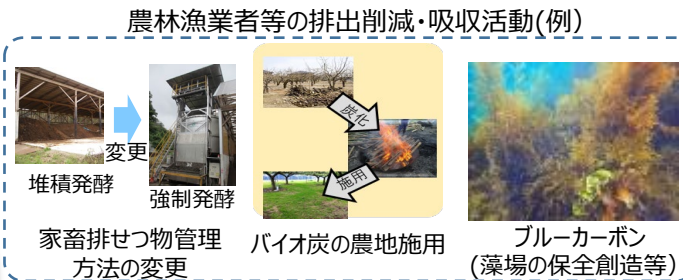 農林漁業者等の排出削減・吸収活動(例)
変更
堆積発酵
強制発酵
家畜排せつ物管理
方法の変更
炭化
施用
バイオ炭の農地施用
ブルーカーボン
(藻場の保全創造等)